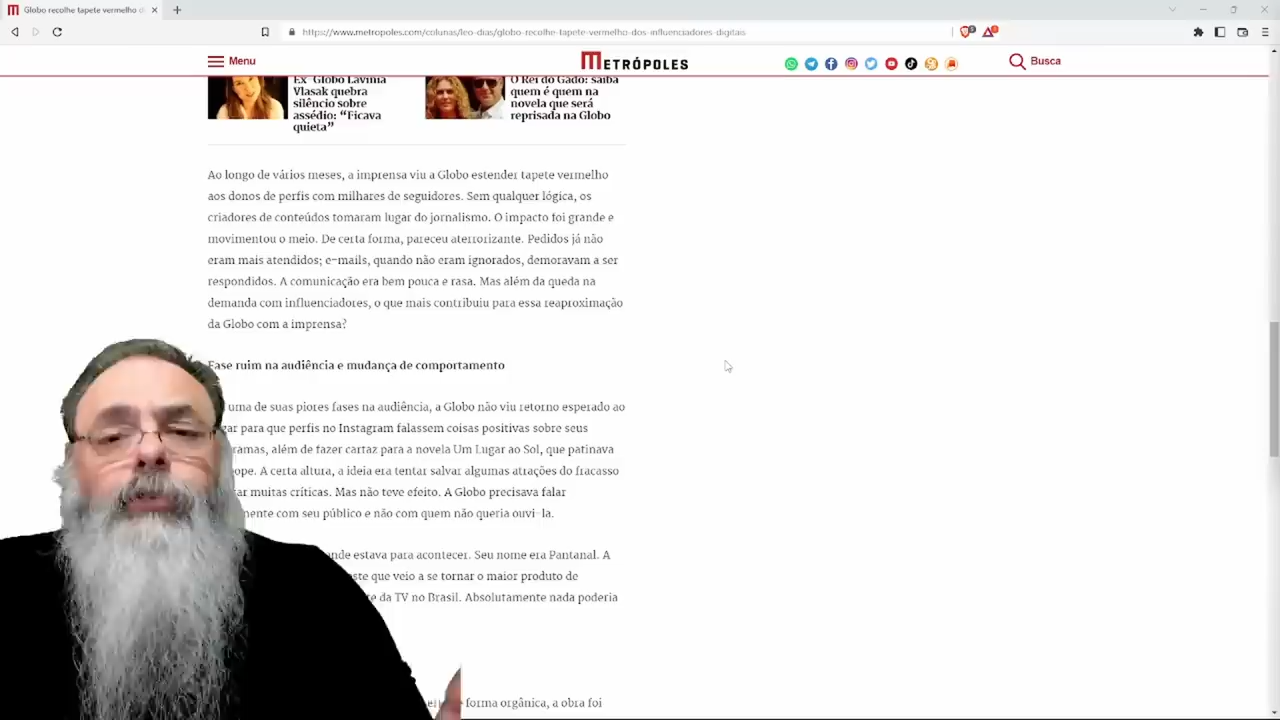 Globo recolhe tapete vermelho d
https://www.metropoles.com/colunas/leo-dias/globo-recolhe-tapete-vermelho-dos-influenciadores-digitais
Menu
METRÓPOLES
Busca
Ex-Globo Lavínia
Vlasak quebra
silêncio sobre
assédio: “Ficava
quieta”
O Rei do Gado: saiba
quem é quem na
novela que será
reprisada na Globo
Ao longo de vários meses, a imprensa viu a Globo estender tapete vermelho
aos donos de perfis com milhares de seguidores. Sem qualquer lógica, os
criadores de conteúdos tomaram lugar do jornalismo. O impacto foi grande e
movimentou o meio. De certa forma, pareceu aterrorizante. Pedidos já não
eram mais atendidos; e-mails, quando não eram ignorados, demoravam a ser
respondidos. A comunicação era bem pouca e rasa. Mas além da queda na
demanda com influenciadores, o que mais contribuiu para essa reaproximação
da Globo com a imprensa?
Fase ruim na audiência e mudança de comportamento
uma de suas piores fases na audiência, a Globo não viu retorno esperado ao
para que perfis no Instagram falassem coisas positivas sobre seus
ramas, além de fazer cartaz para a novela Um Lugar ao Sol, que patinava
ope. A certa altura, a ideia era tentar salvar algumas atrações do fracasso
ar muitas críticas. Mas não teve efeito. A Globo precisava falar
mente com seu público e não com quem não queria ouvi-la.
nde estava para acontecer. Seu nome era Pantanal. A
ste que veio a se tornar o maior produto de
te da TV no Brasil. Absolutamente nada poderia
forma orgânica, a obra foi